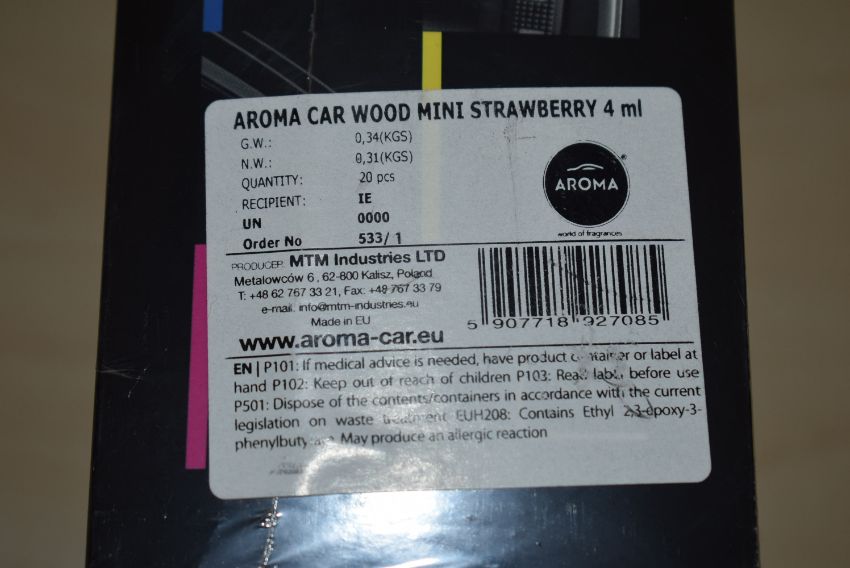 AROMA CAR WOOD MINI STRAWBERRY 4 ml
G.W.: 0,34(KGS)
N.W.: 0,31(KGS)
QUANTITY: 20 pcs
RECIPIENT: IE
UN 0000
Order No 533/ 1
AROMA
®
world of fragrances
PRODUCER: MTM Industries LTD
Metalowców 6 , 62-800 Kalisz, Poland
T: +48 62 767 33 21, Fax: +48 767 33 79
e-mail: info@mtm-industries.eu
Made in EU
www.aroma-car.eu
5 907718 927085
EN | P101: If medical advice is needed, have product container or label at
hand P102: Keep out of reach of children P103: Read label before use
P501: Dispose of the contents/containers in accordance with the current
legislation on waste treatment EUH208: Contains Ethyl 2,3-epoxy-3-
May produce an allergic reaction